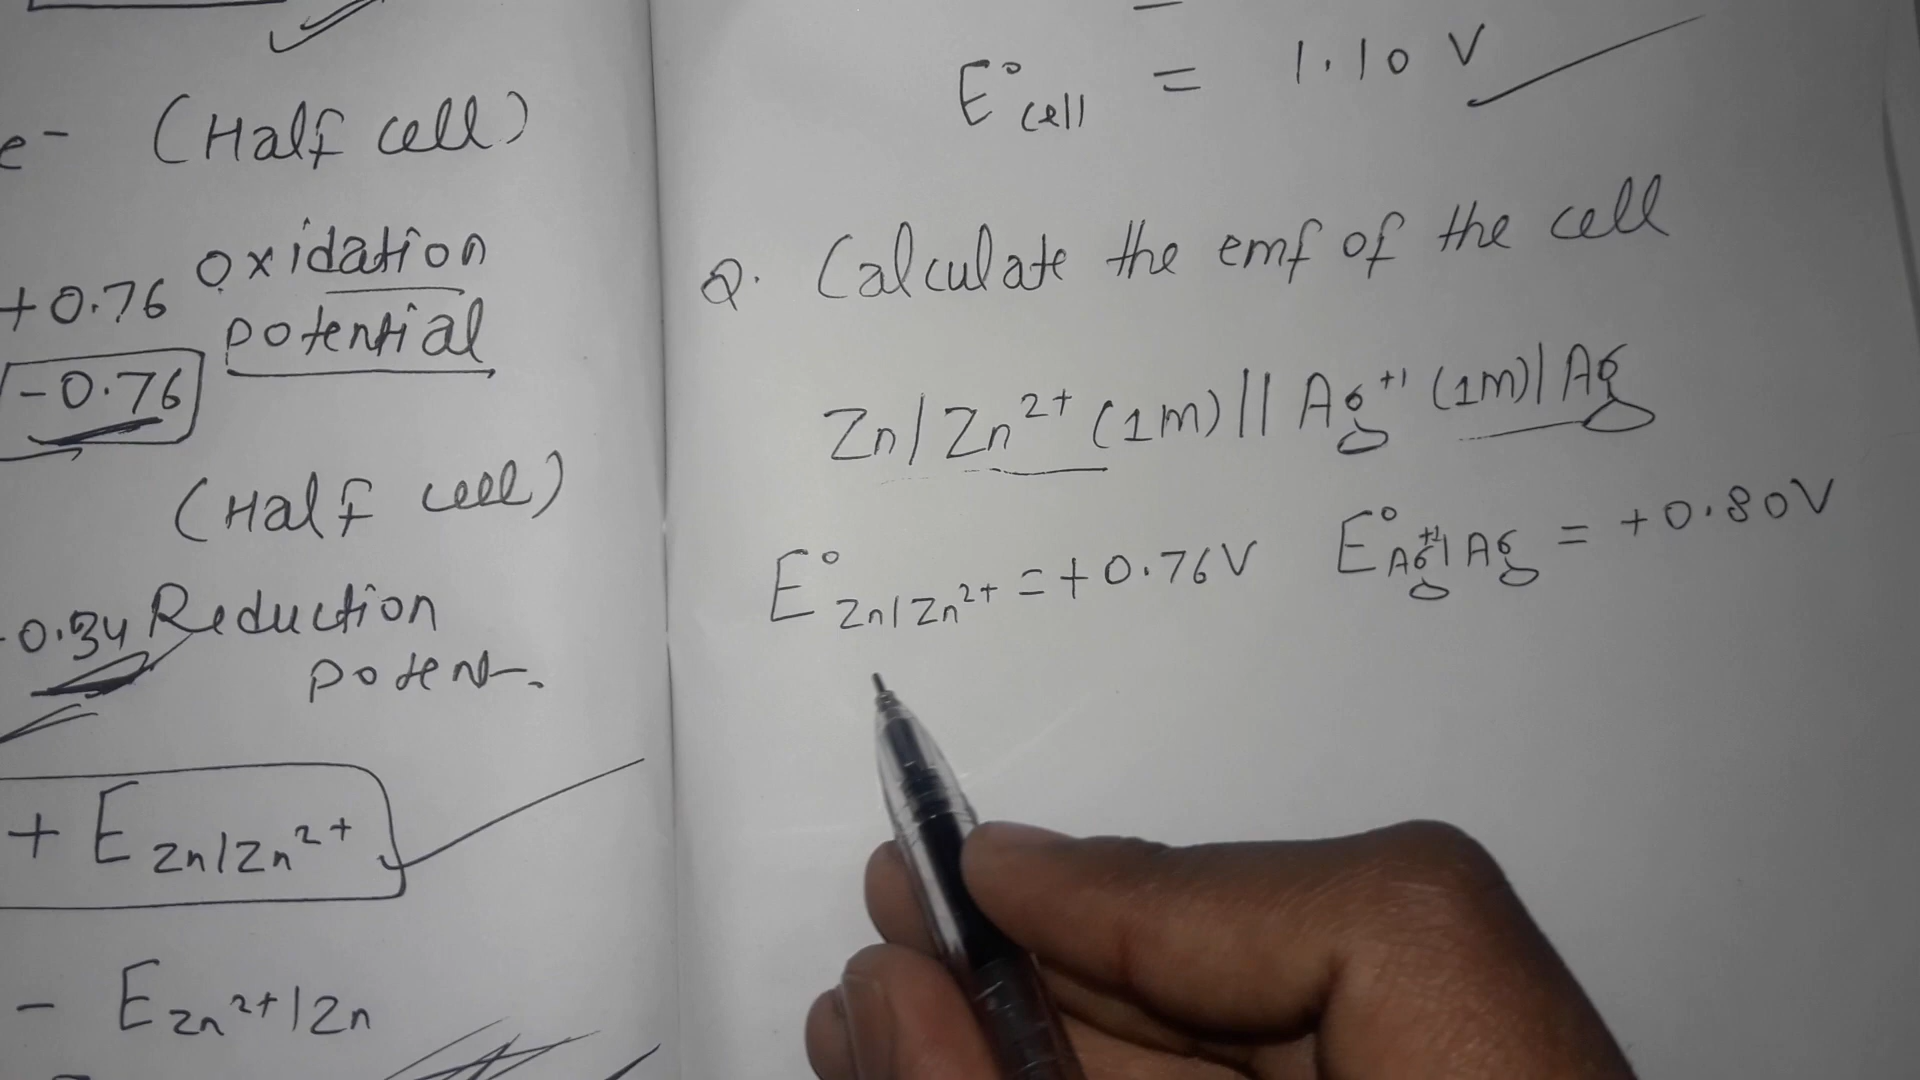 e- (Half cell)
+0.76 oxidation
potential
-0.76
(Half cell)
0.34 Reduction
potent-.
+ E Zn|Zn2+
- E Zn2+|Zn
E°cell = 1.10 V
Q. Calculate the emf of the cell
Zn/Zn2+ (1M)|| Ag+1 (1M)| Ag
E° Zn|Zn2+ = +0.76V E° Ag+1|Ag = +0.80V